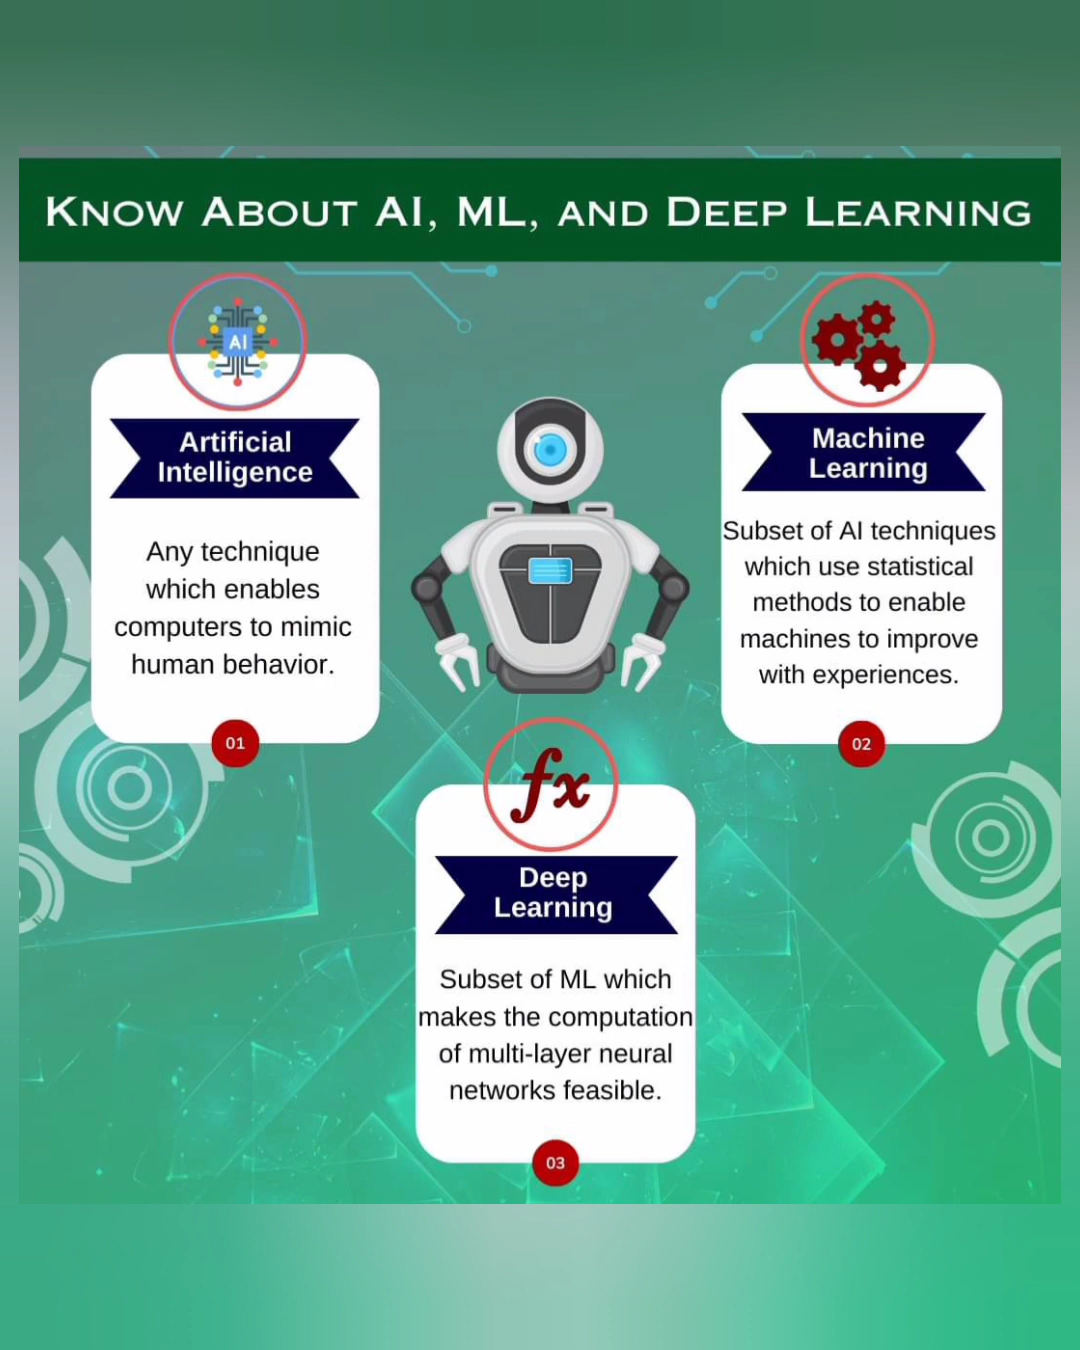 KNOW ABOUT AI, ML, AND DEEP LEARNING
AI
Artificial
Intelligence
Any technique
which enables
computers to mimic
human behavior.
01
Machine
Learning
Subset of AI techniques
which use statistical
methods to enable
machines to improve
with experiences.
02
fx
Deep
Learning
Subset of ML which
makes the computation
of multi-layer neural
networks feasible.
03